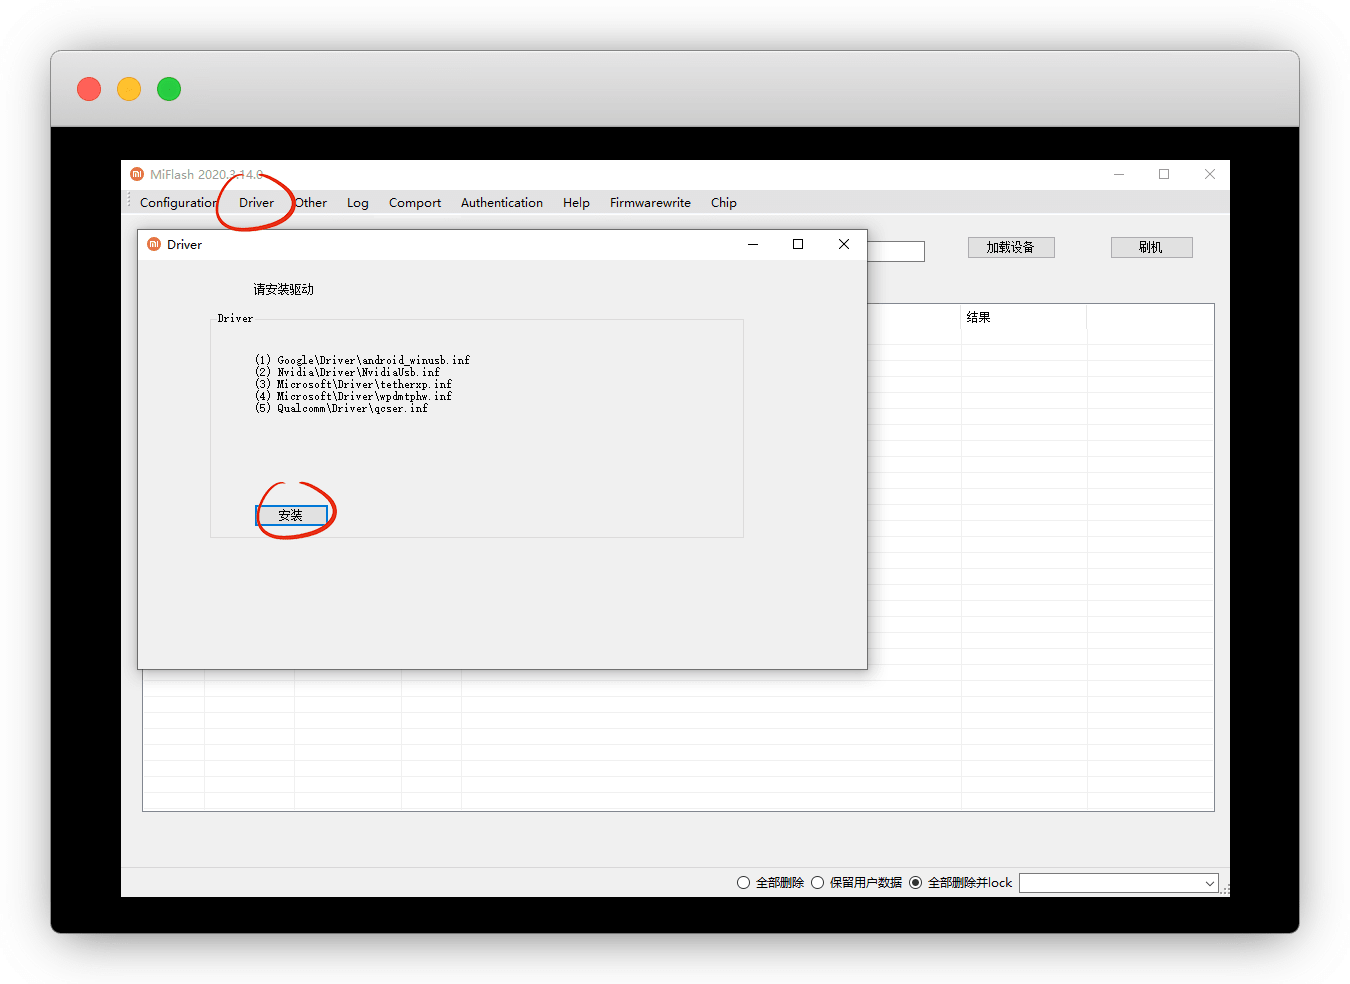 MiFlash 2020.3.14.0
Configuration Driver Other Log Comport Authentication Help Firmwarewrite Chip
Driver
加载设备 刷机
请安装驱动
Driver
结果
(1) Google\Driver\android_winusb.inf
(2) Nvidia\Driver\NvidiaUsb.inf
(3) Microsoft\Driver\tetherxp.inf
(4) Microsoft\Driver\wpdmtphw.inf
(5) Qualcomm\Driver\qcser.inf
安装
全部删除 保留用户数据 全部删除并lock